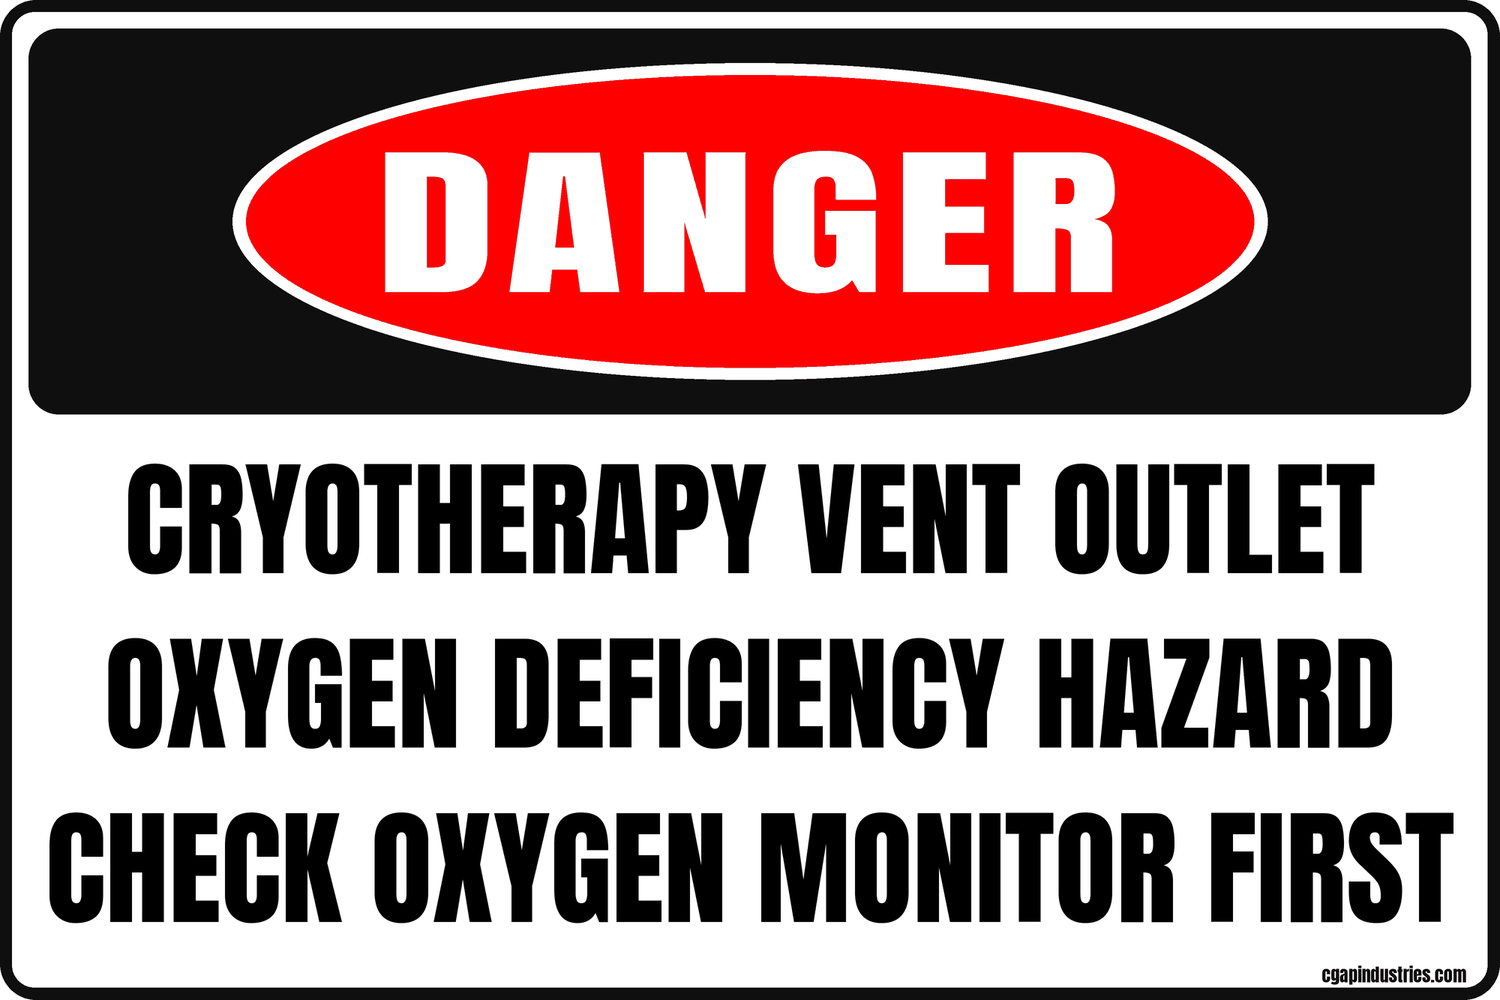 DANGER
CRYOTHERAPY VENT OUTLET
OXYGEN DEFICIENCY HAZARD
CHECK OXYGEN MONITOR FIRST
cgapindustries.com